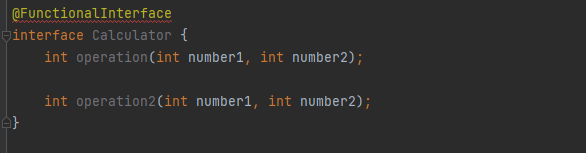 @FunctionalInterface
interface Calculator {
int operation(int number1, int number2);
int operation2(int number1, int number2);
}